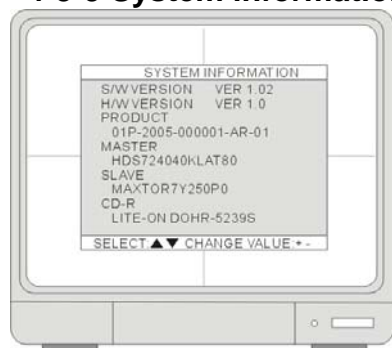 SYSTEM INFORMATION
S/W VERSION VER 1.02
H/W VERSION VER 1.0
PRODUCT
01P-2005-000001-AR-01
MASTER
HDS724040KLAT80
SLAVE
MAXTOR7Y250P0
CD-R
LITE-ON DOHR-5239S
SELECT:▲▼ CHANGE VALUE:+ -